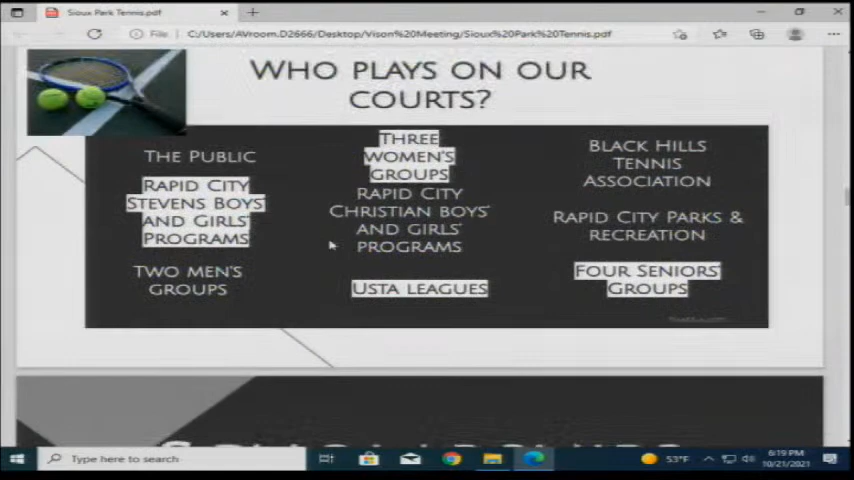 Sioux Park Tennis.pdf
File
C:/Users/AVroom.D2666/Desktop/Vison%20Meeting/Sioux%20Park%20Tennis.pdf
WHO PLAYS ON OUR
COURTS?
THE PUBLIC
RAPID CITY
STEVENS BOYS'
AND GIRLS'
PROGRAMS
TWO MEN'S
GROUPS
THREE
WOMEN'S
GROUPS
RAPID CITY
CHRISTIAN BOYS'
AND GIRLS'
PROGRAMS
USTA LEAGUES
BLACK HILLS
TENNIS
ASSOCIATION
RAPID CITY PARKS &
RECREATION
FOUR SENIORS'
GROUPS
Type here to search
53°F
6:19 PM
10/21/2021